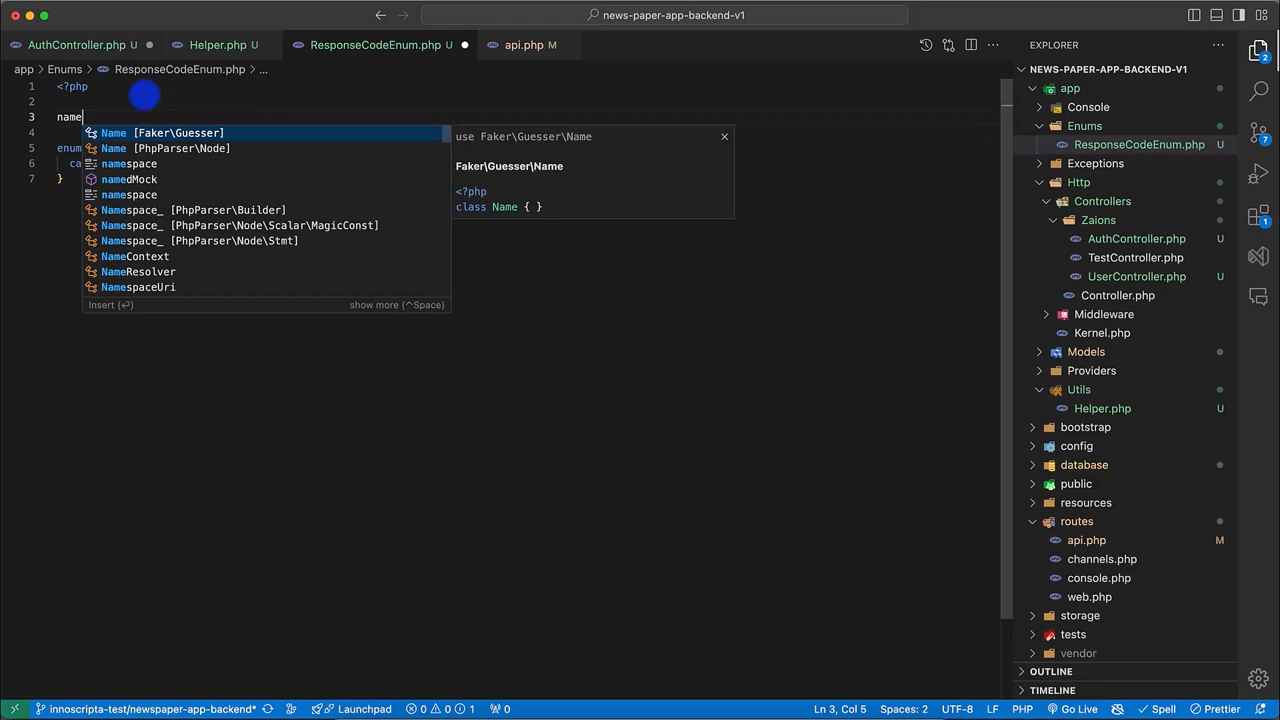 news-paper-app-backend-v1
AuthController.php U
Helper.php U
ResponseCodeEnum.php U
api.php M
app > Enums > ResponseCodeEnum.php > ...
1 <?php
2
3 name
4
5 enum
6 ca
7 }
Name [Faker\Guesser]
Name [PhpParser\Node]
namespace
namedMock
namespace
Namespace_ [PhpParser\Builder]
Namespace_ [PhpParser\Node\Scalar\MagicConst]
Namespace_ [PhpParser\Node\Stmt]
NameContext
NameResolver
NamespaceUri
Insert (⏎) show more (^Space)
use Faker\Guesser\Name
Faker\Guesser\Name
<?php
class Name { }
EXPLORER
NEWS-PAPER-APP-BACKEND-V1
app
Console
Enums
ResponseCodeEnum.php U
Exceptions
Http
Controllers
Zaions
AuthController.php U
TestController.php
UserController.php U
Controller.php
Middleware
Kernel.php
Models
Providers
Utils
Helper.php U
bootstrap
config
database
public
resources
routes
api.php M
channels.php
console.php
web.php
storage
tests
vendor
OUTLINE
TIMELINE
2
7
1
innoscripta-test/newspaper-app-backend* Launchpad 0 0 1 0 Ln 3, Col 5 Spaces: 2 UTF-8 LF PHP Go Live Spell Prettier